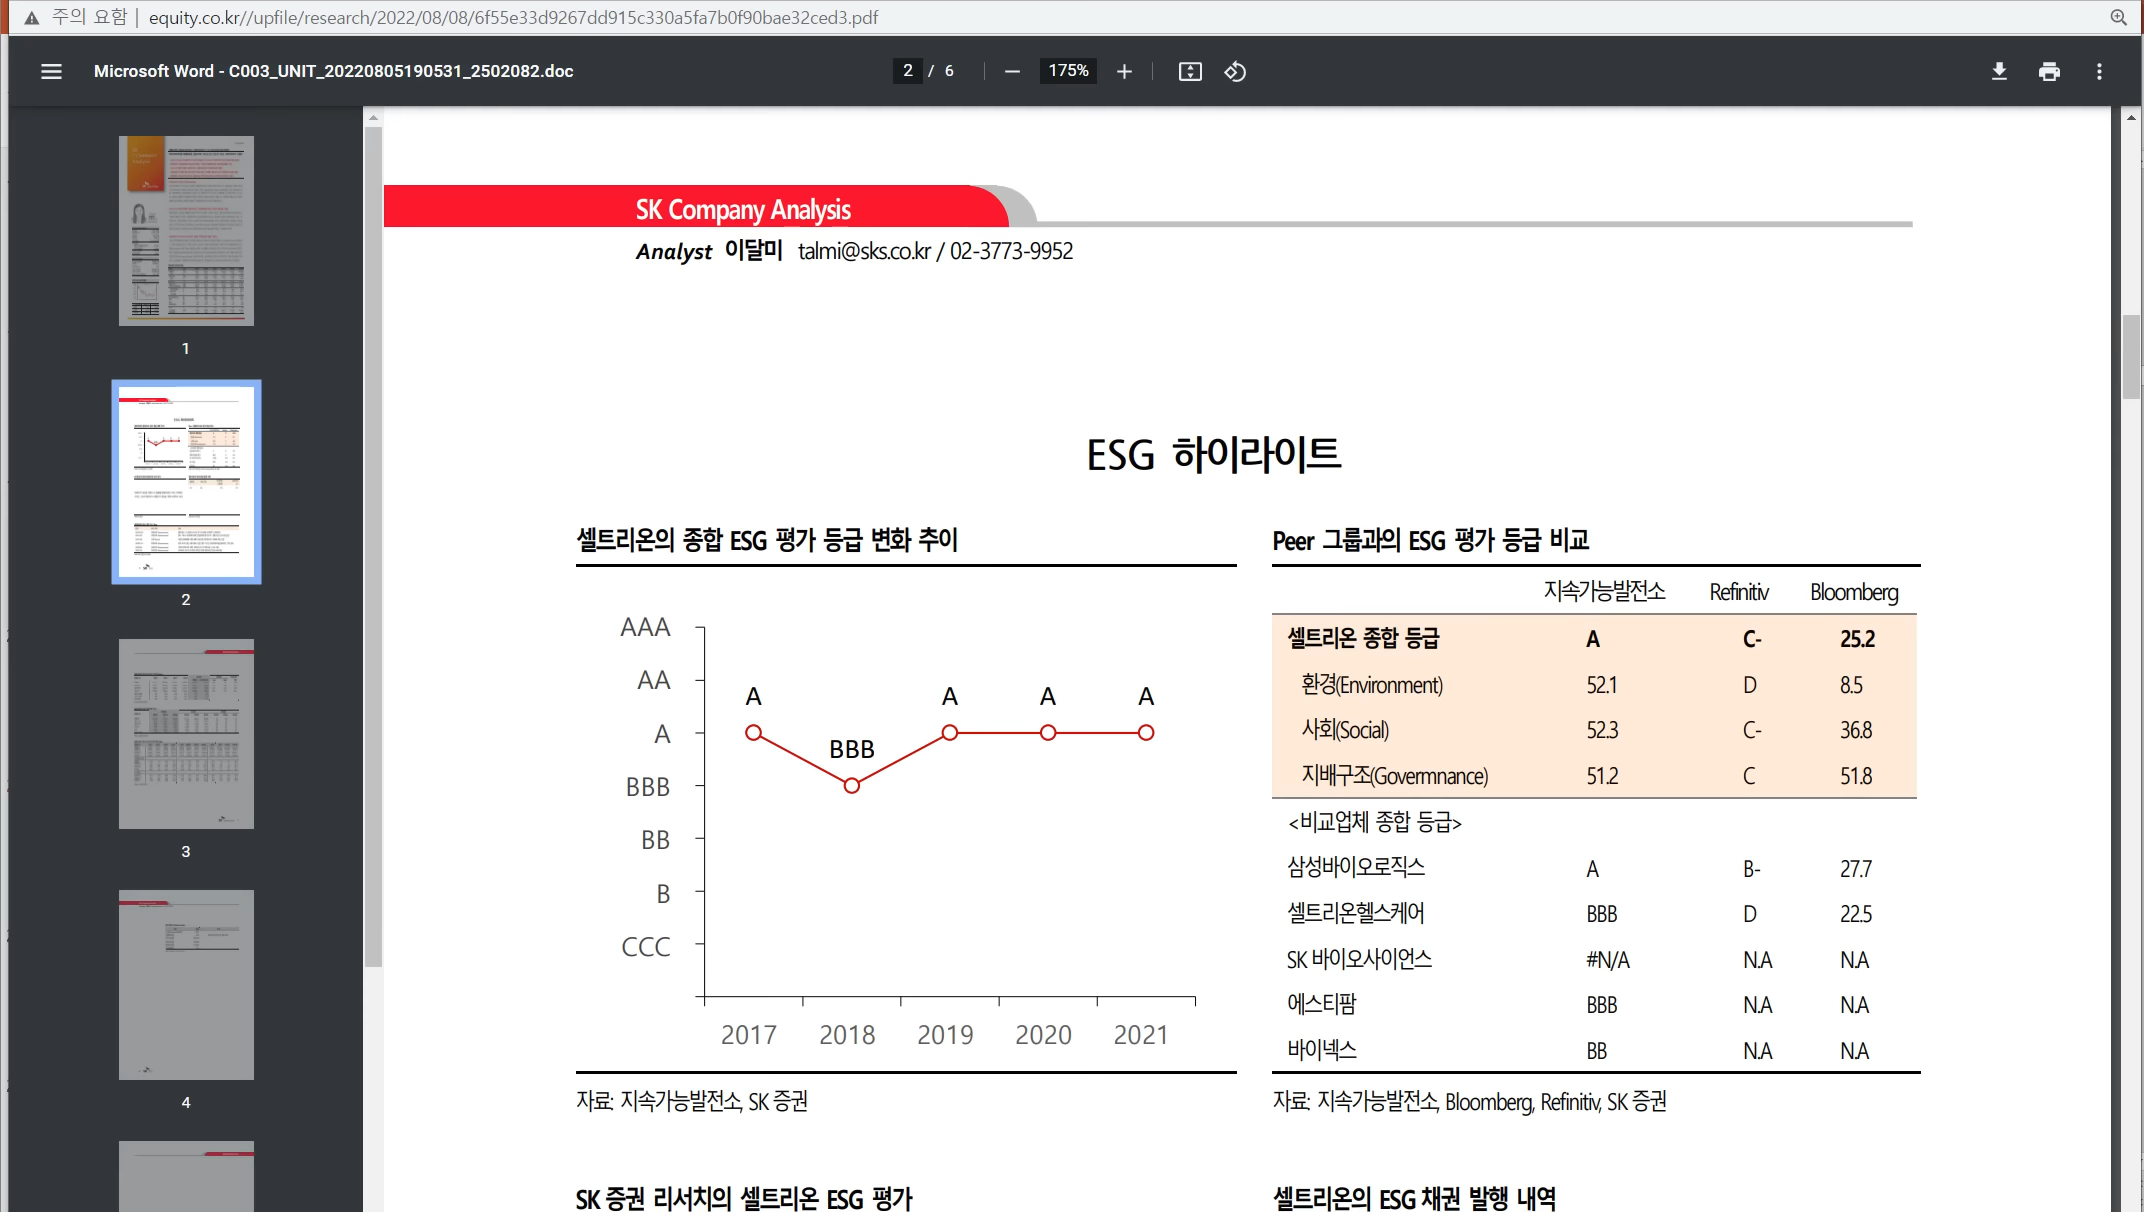 주의 요함 | equity.co.kr//upfile/research/2022/08/08/6f55e33d9267dd915c330a5fa7b0f90bae32ced3.pdf
Microsoft Word - C003_UNIT_20220805190531_2502082.doc
2 / 6
175%
1
2
3
4
SK Company Analysis
Analyst 이달미 talmi@sks.co.kr / 02-3773-9952
ESG 하이라이트
셀트리온의 종합 ESG 평가 등급 변화 추이
AAA
AA
A
BBB
BB
B
CCC
A
BBB
A
A
A
2017 2018 2019 2020 2021
자료: 지속가능발전소, SK 증권
Peer 그룹과의 ESG 평가 등급 비교
지속가능발전소 Refinitiv Bloomberg
셀트리온 종합 등급 A C- 25.2
환경(Environment) 52.1 D 8.5
사회(Social) 52.3 C- 36.8
지배구조(Govermnance) 51.2 C 51.8
<비교업체 종합 등급>
삼성바이오로직스 A B- 27.7
셀트리온헬스케어 BBB D 22.5
SK 바이오사이언스 #N/A N.A N.A
에스티팜 BBB N.A N.A
바이넥스 BB N.A N.A
자료: 지속가능발전소, Bloomberg, Refinitiv, SK 증권
SK 증권 리서치의 셀트리온 ESG 평가
셀트리온의 ESG 채권 발행 내역